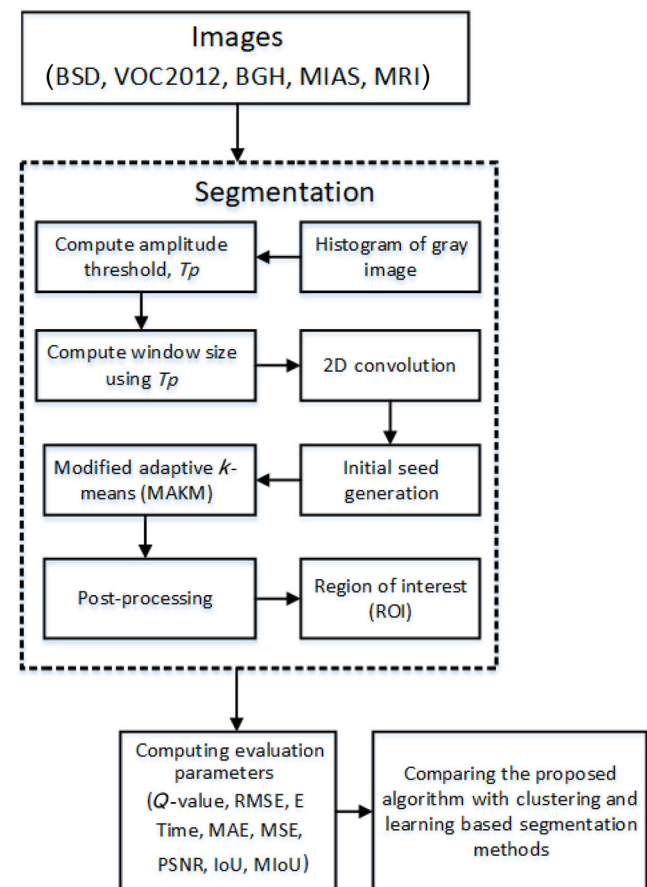 Images
(BSD, VOC2012, BGH, MIAS, MRI)
Segmentation
Compute amplitude
threshold, Tp
Histogram of gray
image
Compute window size
using Tp
2D convolution
Modified adaptive k-
means (MAKM)
Initial seed
generation
Post-processing
Region of interest
(ROI)
Computing evaluation
parameters
(Q-value, RMSE, E
Time, MAE, MSE,
PSNR, IoU, MIoU)
Comparing the proposed
algorithm with clustering and
learning based segmentation
methods